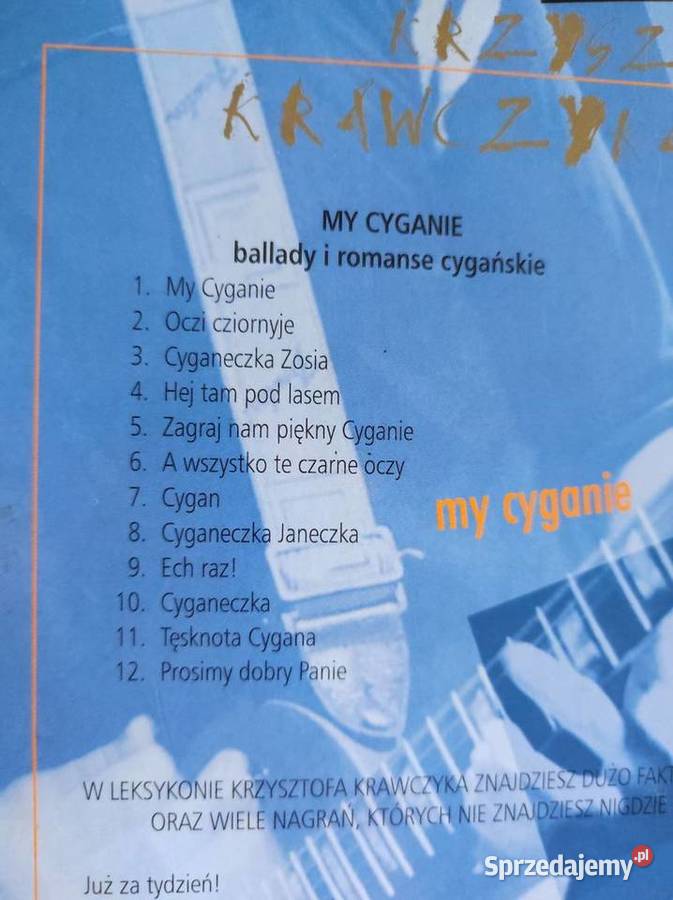 KRZYSZ
KRAWCZYK
MY CYGANIE
ballady i romanse cygańskie
1. My Cyganie
2. Oczi cziornyje
3. Cyganeczka Zosia
4. Hej tam pod lasem
5. Zagraj nam piękny Cyganie
6. A wszystko te czarne oczy
7. Cygan
my cyganie
8. Cyganeczka Janeczka
9. Ech raz!
10. Cyganeczka
11. Tęsknota Cygana
12. Prosimy dobry Panie
W LEKSYKONIE KRZYSZTOFA KRAWCZYKA ZNAJDZIESZ DUŻO FAKT
ORAZ WIELE NAGRAŃ, KTÓRYCH NIE ZNAJDZIESZ NIGDZIE
Już za tydzień!
Sprzedajemy.pl